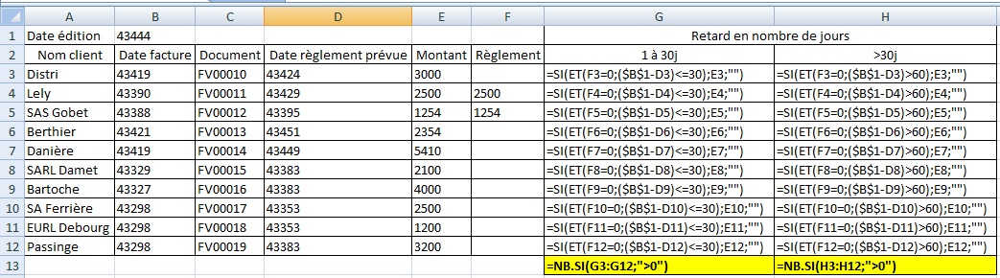 A B C D E F G H
1 Date édition 43444 Retard en nombre de jours
2 Nom client Date facture Document Date règlement prévue Montant Règlement 1 à 30j >30j
3 Distri 43419 FV00010 43424 3000 =SI(ET(F3=0;($B$1-D3)<=30);E3;"") =SI(ET(F3=0;($B$1-D3)>60);E3;"")
4 Lely 43390 FV00011 43429 2500 2500 =SI(ET(F4=0;($B$1-D4)<=30);E4;"") =SI(ET(F4=0;($B$1-D4)>60);E4;"")
5 SAS Gobet 43388 FV00012 43395 1254 1254 =SI(ET(F5=0;($B$1-D5)<=30);E5;"") =SI(ET(F5=0;($B$1-D5)>60);E5;"")
6 Berthier 43421 FV00013 43451 2354 =SI(ET(F6=0;($B$1-D6)<=30);E6;"") =SI(ET(F6=0;($B$1-D6)>60);E6;"")
7 Danière 43419 FV00014 43449 5410 =SI(ET(F7=0;($B$1-D7)<=30);E7;"") =SI(ET(F7=0;($B$1-D7)>60);E7;"")
8 SARL Damet 43329 FV00015 43383 2100 =SI(ET(F8=0;($B$1-D8)<=30);E8;"") =SI(ET(F8=0;($B$1-D8)>60);E8;"")
9 Bartoche 43327 FV00016 43383 4000 =SI(ET(F9=0;($B$1-D9)<=30);E9;"") =SI(ET(F9=0;($B$1-D9)>60);E9;"")
10 SA Ferrière 43298 FV00017 43353 2500 =SI(ET(F10=0;($B$1-D10)<=30);E10;"") =SI(ET(F10=0;($B$1-D10)>60);E10;"")
11 EURL Debourg 43298 FV00018 43353 1200 =SI(ET(F11=0;($B$1-D11)<=30);E11;"") =SI(ET(F11=0;($B$1-D11)>60);E11;"")
12 Passinge 43298 FV00019 43383 3200 =SI(ET(F12=0;($B$1-D12)<=30);E12;"") =SI(ET(F12=0;($B$1-D12)>60);E12;"")
13 =NB.SI(G3:G12;">0") =NB.SI(H3:H12;">0")